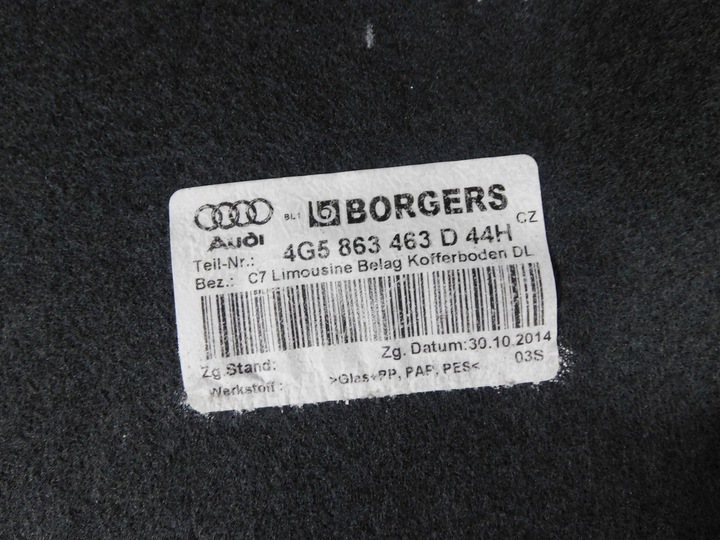 Audi BL1 BORGERS CZ
Teil-Nr.: 4G5 863 463 D 44H
Bez.: C7 Limousine Belag Kofferboden DL
Zg.Stand: Zg. Datum:30.10.2014
Werkstoff: >Glas+PP, PAP, PES< 03S